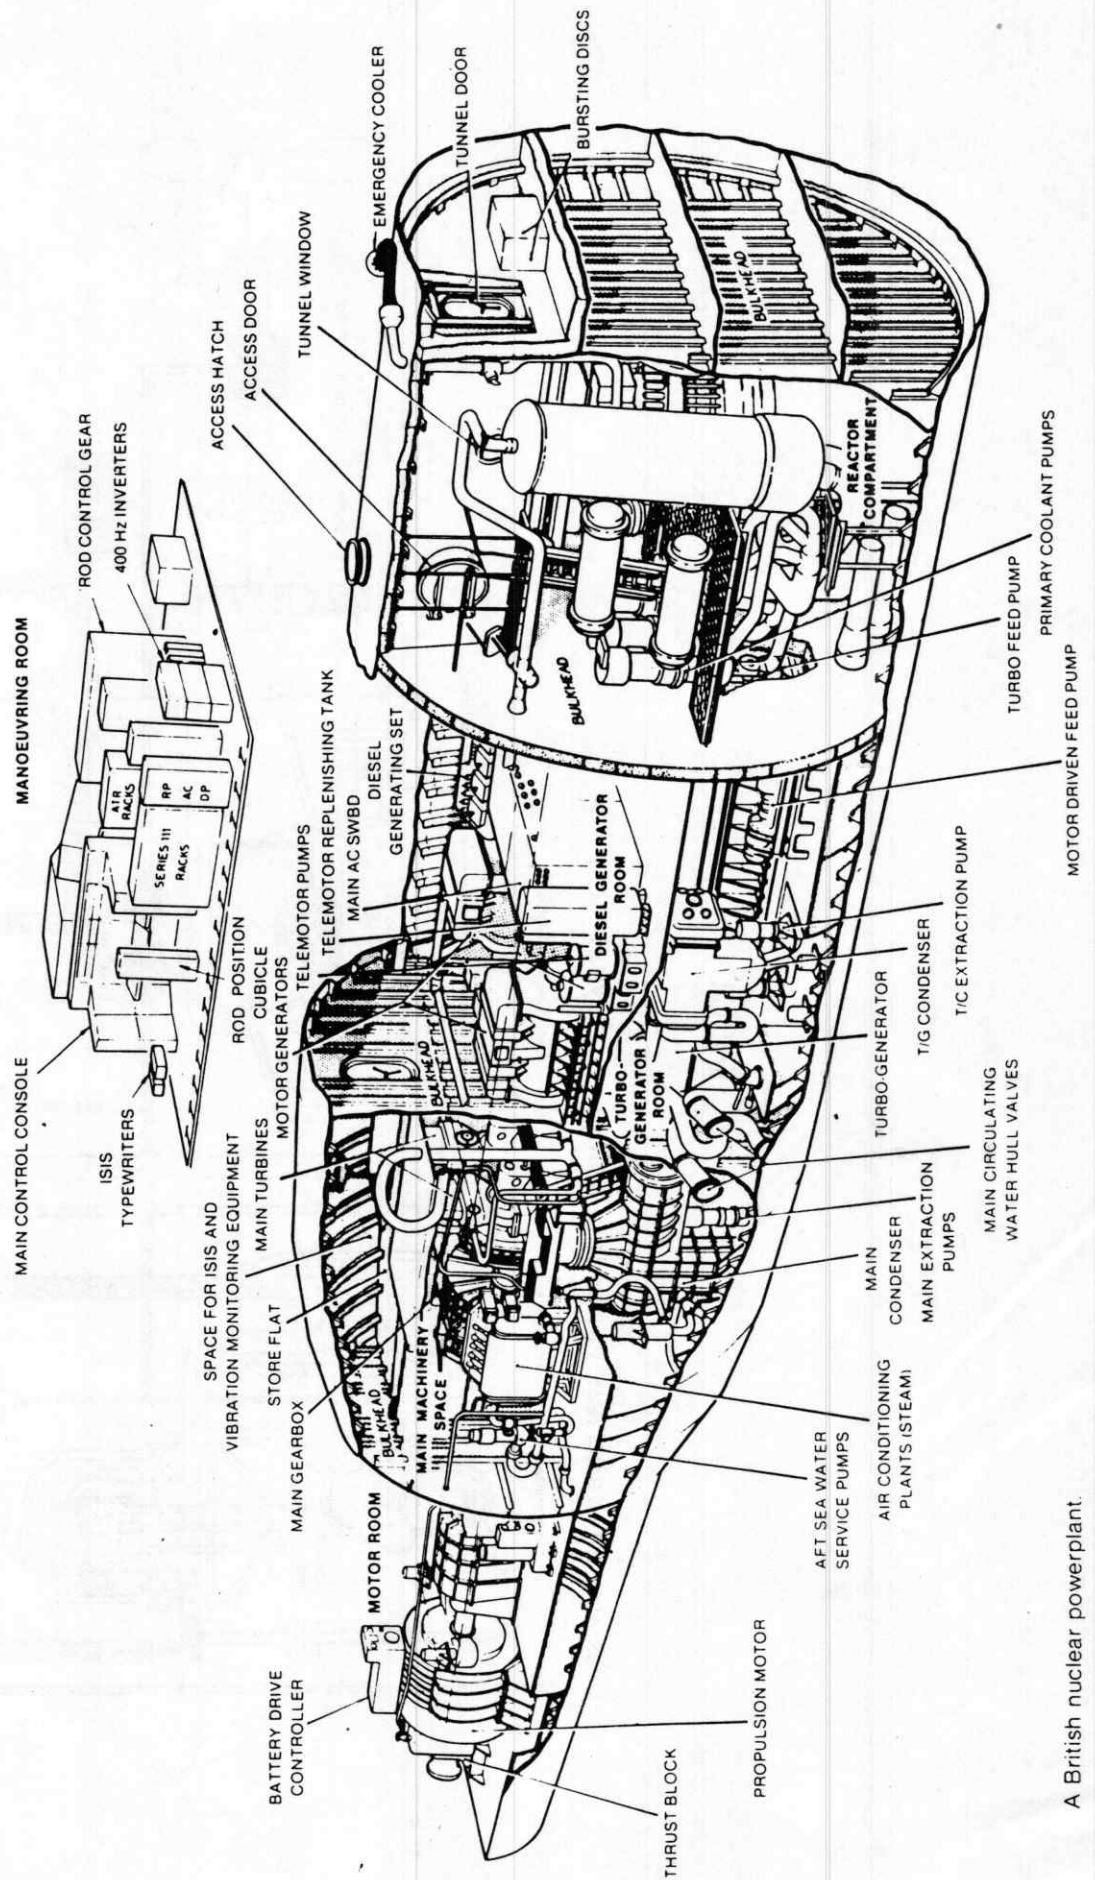 MANOEUVRING ROOM
MAIN CONTROL CONSOLE
ISIS
TYPEWRITERS
ROD POSITION
CUBICLE
SERIES 111
RACKS
ATR
RACKS
RP
AC
DP
ROD CONTROL GEAR
400 Hz INVERTERS
ACCESS HATCH
ACCESS DOOR
TUNNEL WINDOW
EMERGENCY COOLER
TUNNEL DOOR
BURSTING DISCS
SPACE FOR ISIS AND
VIBRATION MONITORING EQUIPMENT
STORE FLAT
MAIN GEARBOX
MAIN TURBINES
MOTOR GENERATORS
TELEMOTOR PUMPS
TELEMOTOR REPLENISHING TANK
MAIN AC SWBD
DIESEL
GENERATING SET
BATTERY DRIVE
CONTROLLER
MOTOR ROOM
BULKHEAD
MAIN MACHINERY
SPACE
BULKHEAD
TURBO-
GENERATOR
ROOM
DIESEL GENERATOR
ROOM
BULKHEAD
REACTOR
COMPARTMENT
BULKHEAD
THRUST BLOCK
PROPULSION MOTOR
AFT SEA WATER
SERVICE PUMPS
AIR CONDITIONING
PLANTS (STEAM)
MAIN
CONDENSER
MAIN EXTRACTION
PUMPS
MAIN CIRCULATING
WATER HULL VALVES
TURBO-GENERATOR
T/G CONDENSER
T/C EXTRACTION PUMP
MOTOR DRIVEN FEED PUMP
TURBO FEED PUMP
PRIMARY COOLANT PUMPS
A British nuclear powerplant.